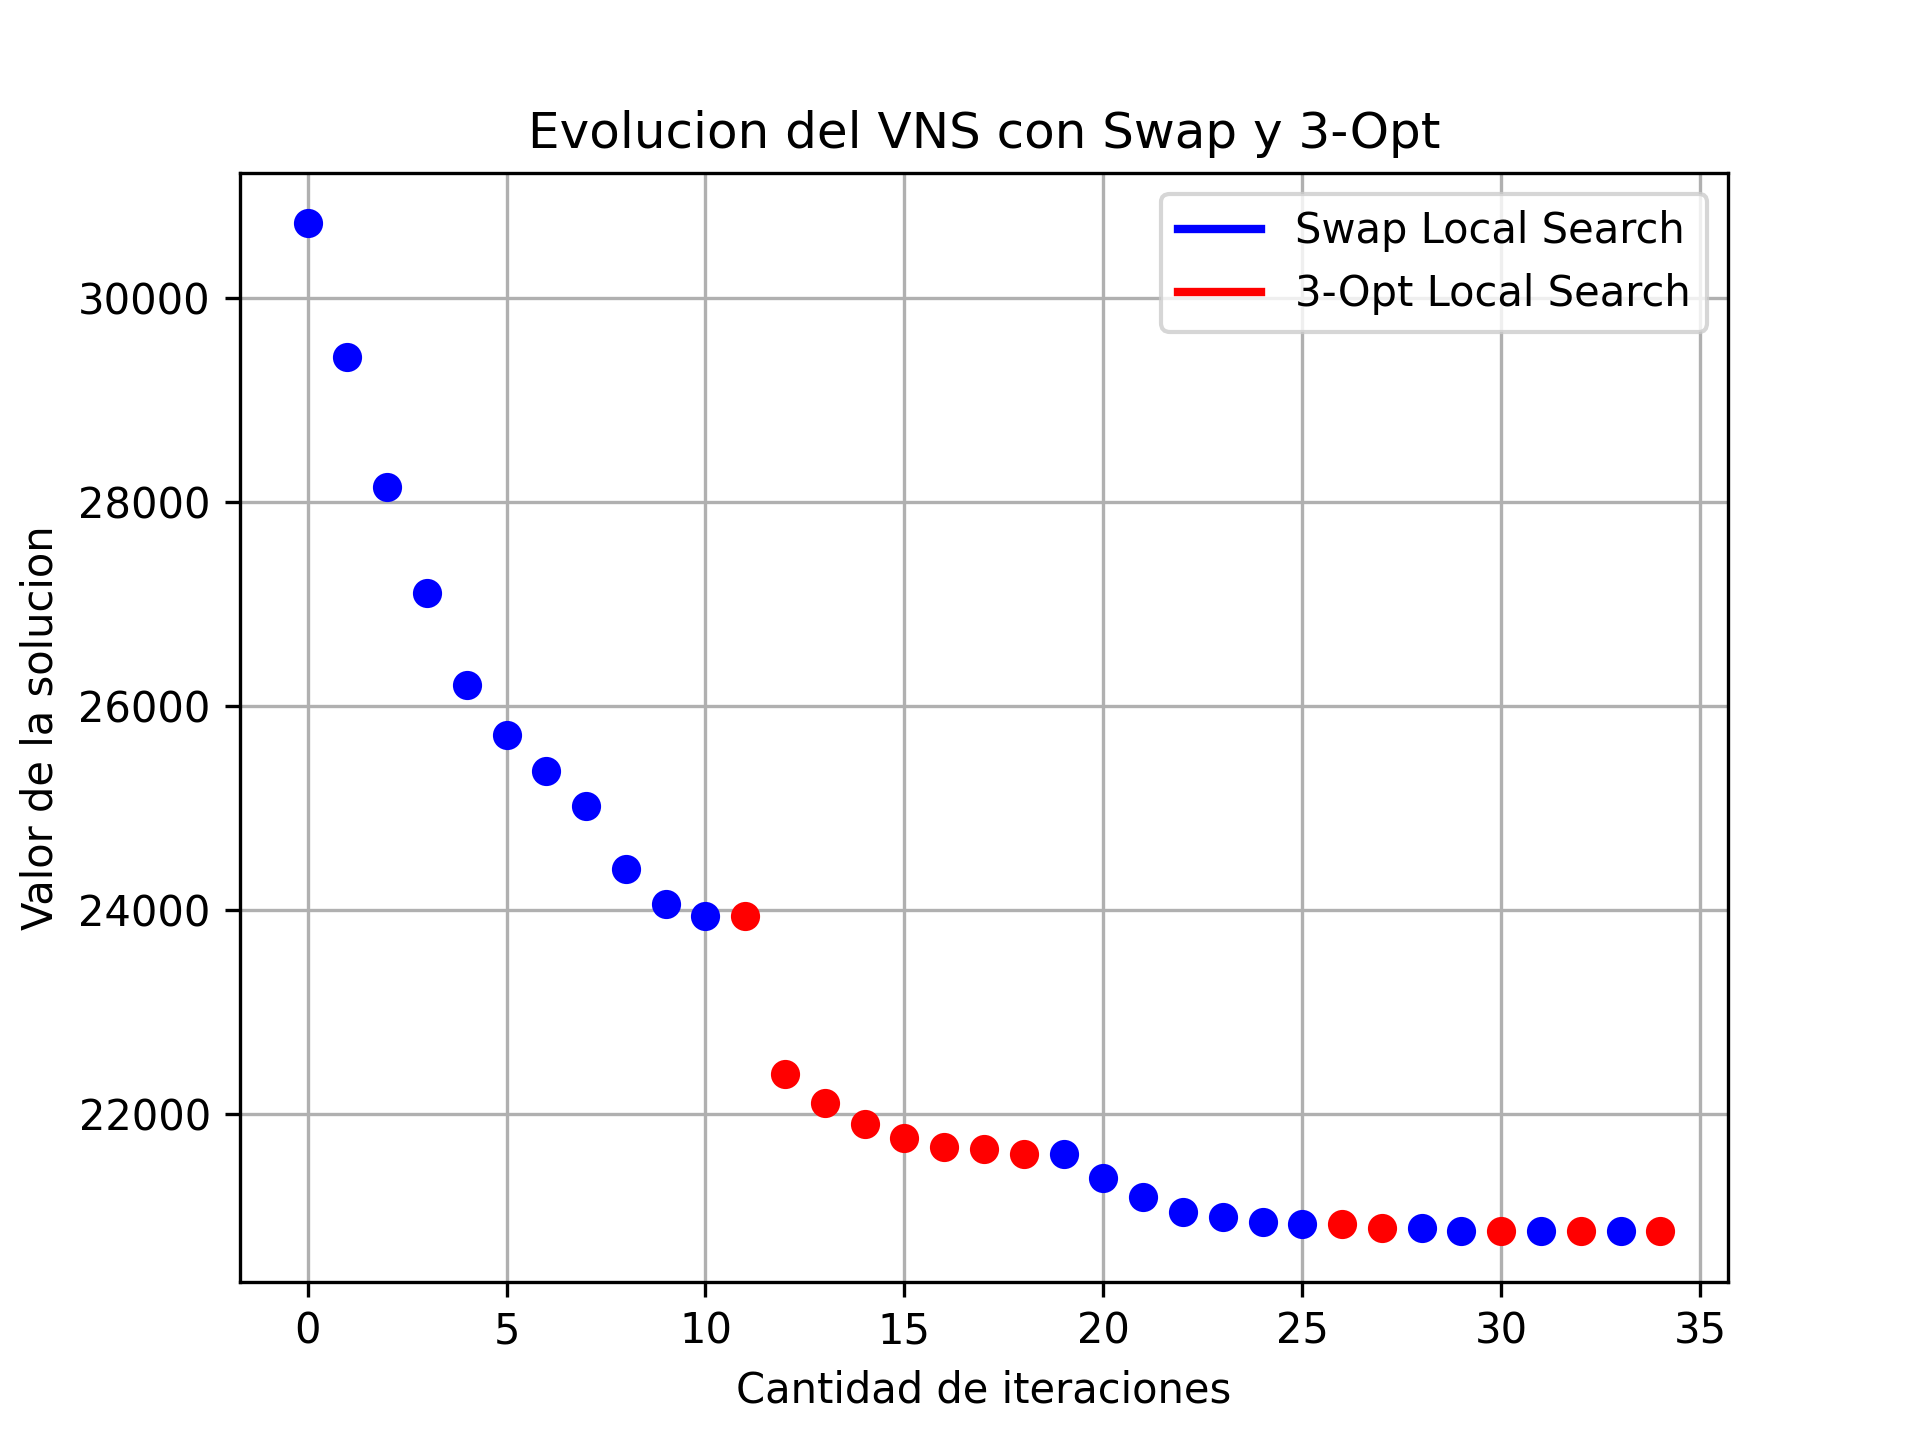 Evolucion del VNS con Swap y 3-Opt
Swap Local Search
3-Opt Local Search
30000
28000
26000
24000
22000
Valor de la solucion
0 5 10 15 20 25 30 35
Cantidad de iteraciones